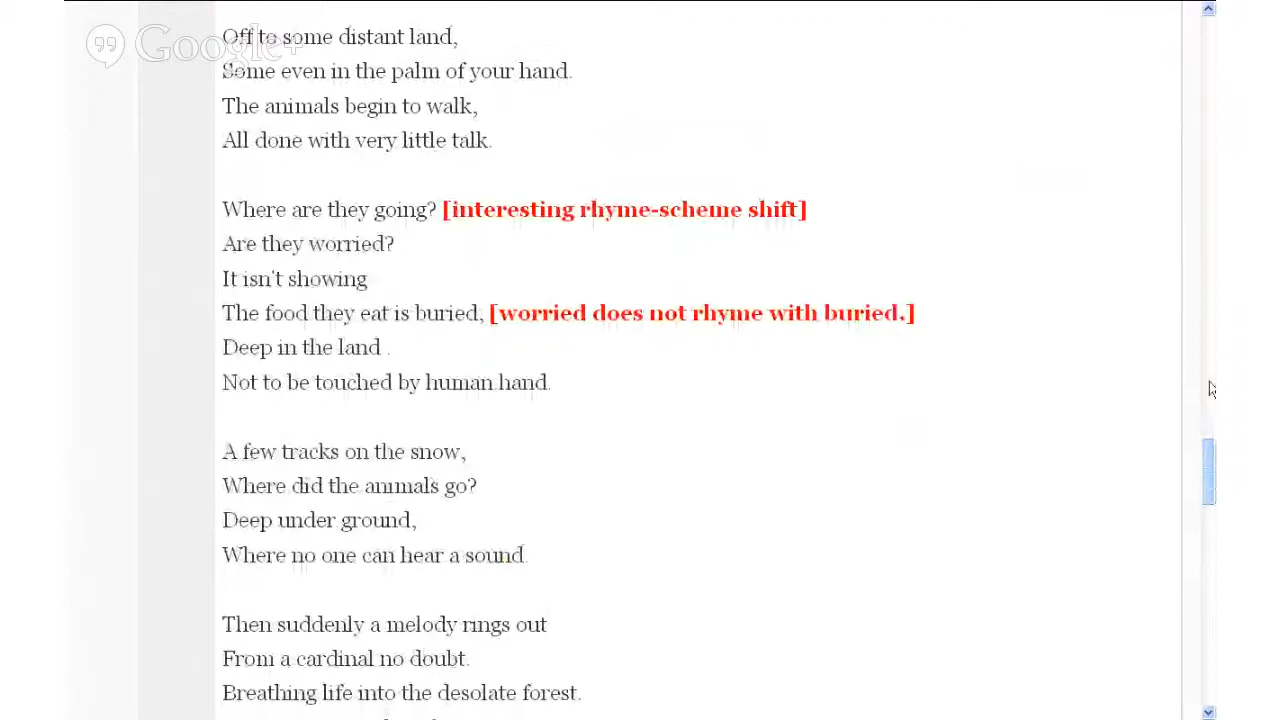 Google+
Off to some distant land,
Some even in the palm of your hand.
The animals begin to walk,
All done with very little talk.
Where are they going? [interesting rhyme-scheme shift]
Are they worried?
It isn't showing
The food they eat is buried, [worried does not rhyme with buried.]
Deep in the land .
Not to be touched by human hand.
A few tracks on the snow,
Where did the animals go?
Deep under ground,
Where no one can hear a sound.
Then suddenly a melody rings out
From a cardinal no doubt.
Breathing life into the desolate forest.